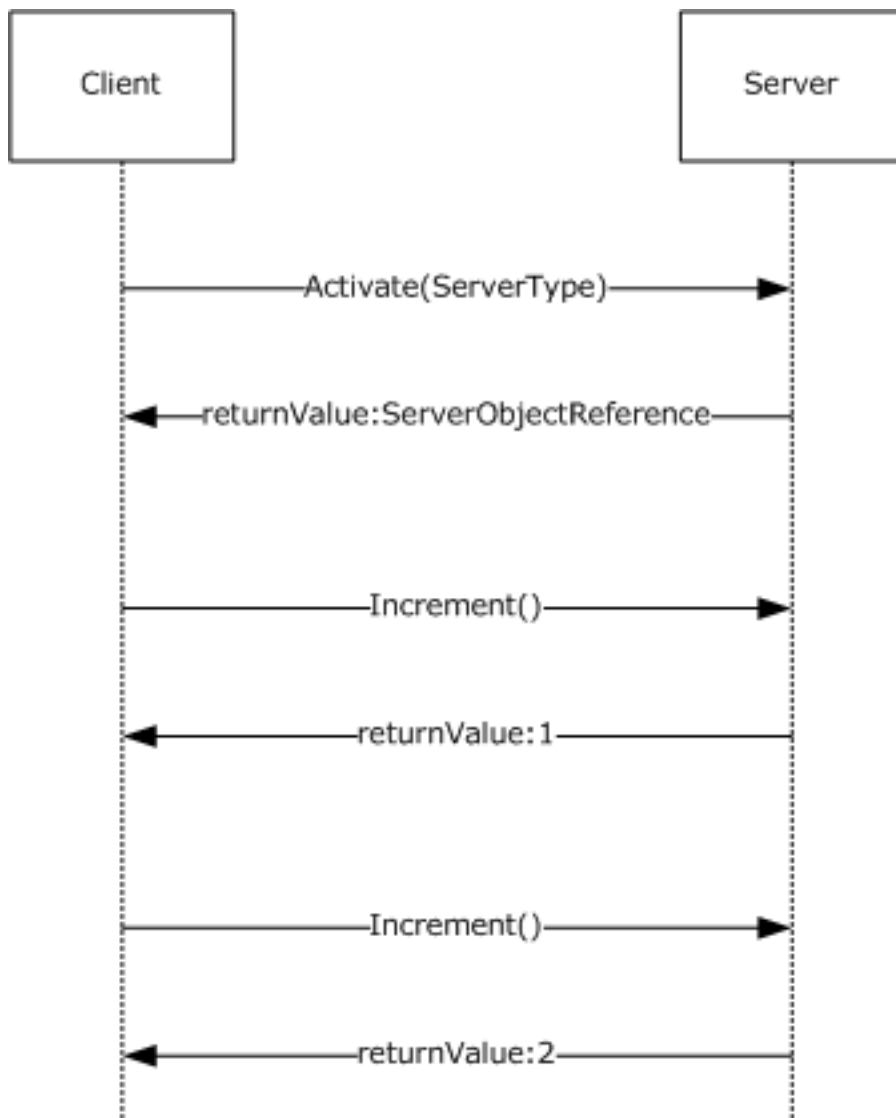 Client
Server
Activate(ServerType)
returnValue:ServerObjectReference
Increment()
returnValue:1
Increment()
returnValue:2